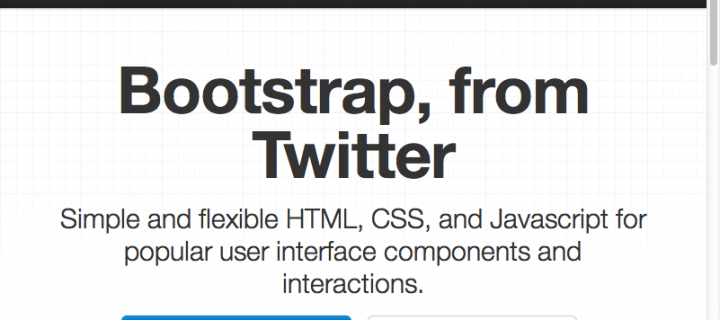 Bootstrap, from
Twitter
Simple and flexible HTML, CSS, and Javascript for
popular user interface components and
interactions.